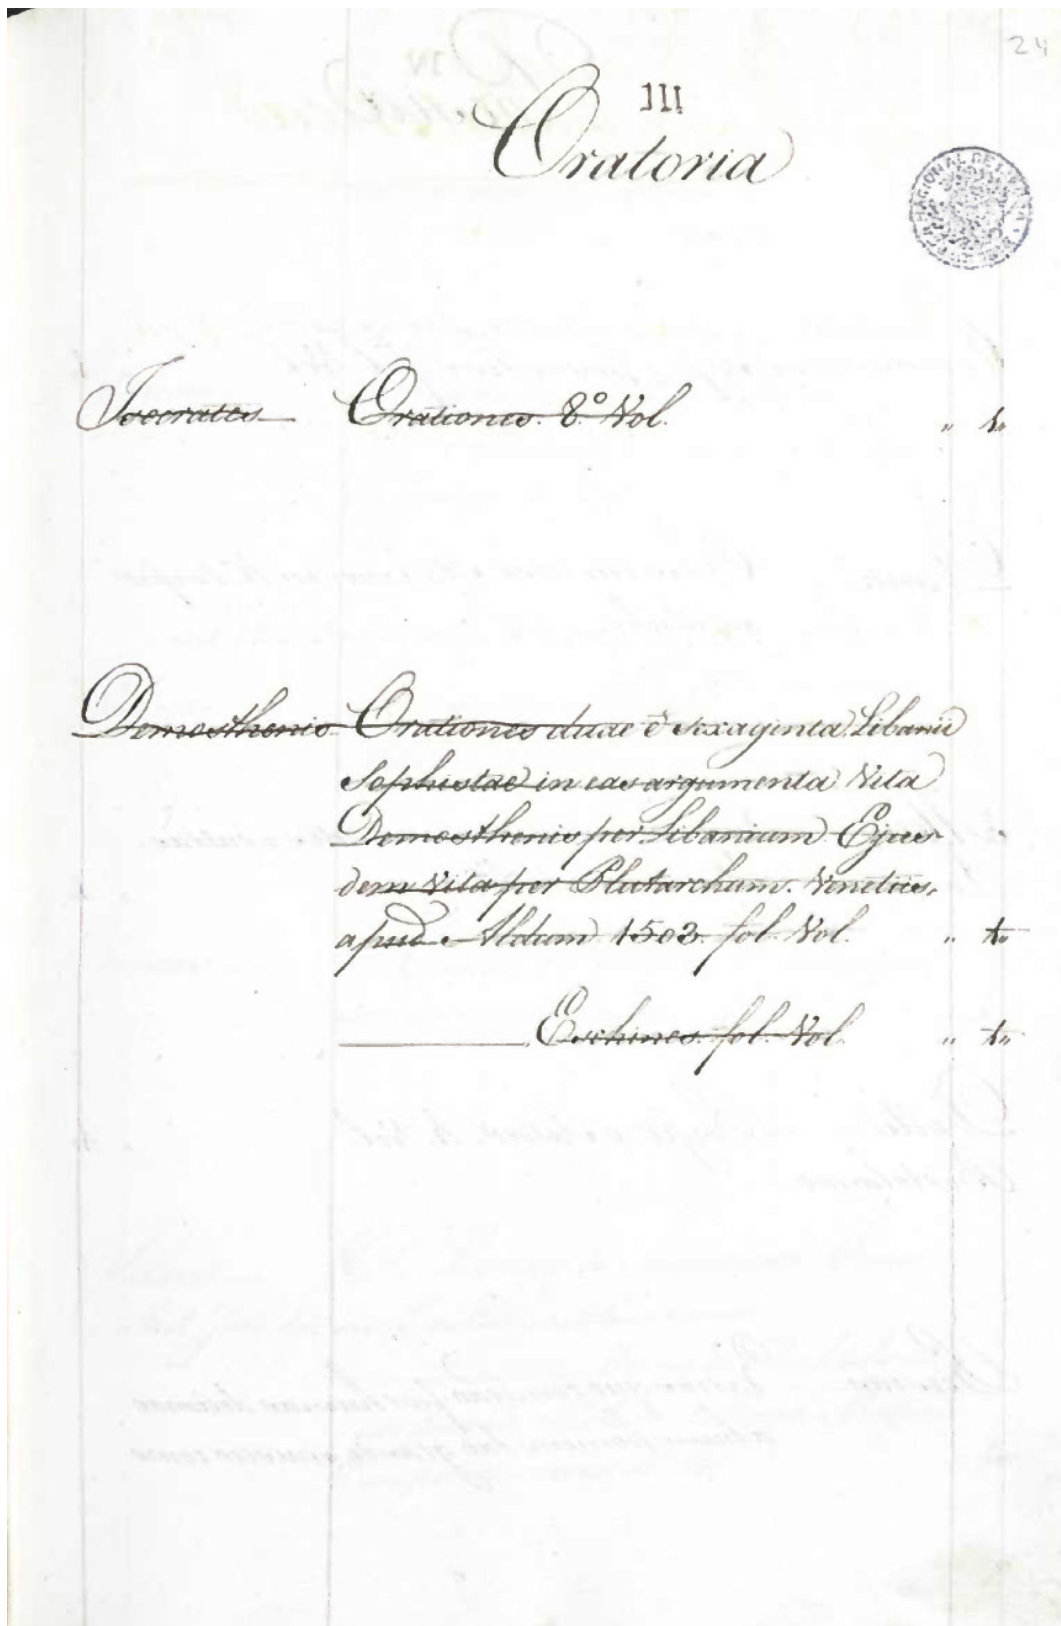 24
III
Oratoria
Isocrates Orationes. 8.º Vol. " 1"
Demosthenis Orationes duae è sexaginta. Libanii
Sophistae in eas argumenta Vita
Demosthenis per Libanium Ejus-
dem Vita per Plutarchum. Venetiis,
apud Aldum 1503. fol. Vol. " 1"
Eschines. fol. Vol. " 1"